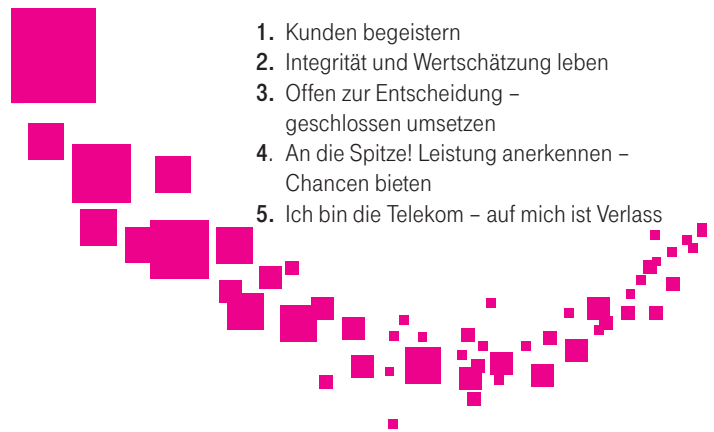 1. Kunden begeistern
2. Integrität und Wertschätzung leben
3. Offen zur Entscheidung –
geschlossen umsetzen
4. An die Spitze! Leistung anerkennen –
Chancen bieten
5. Ich bin die Telekom – auf mich ist Verlass